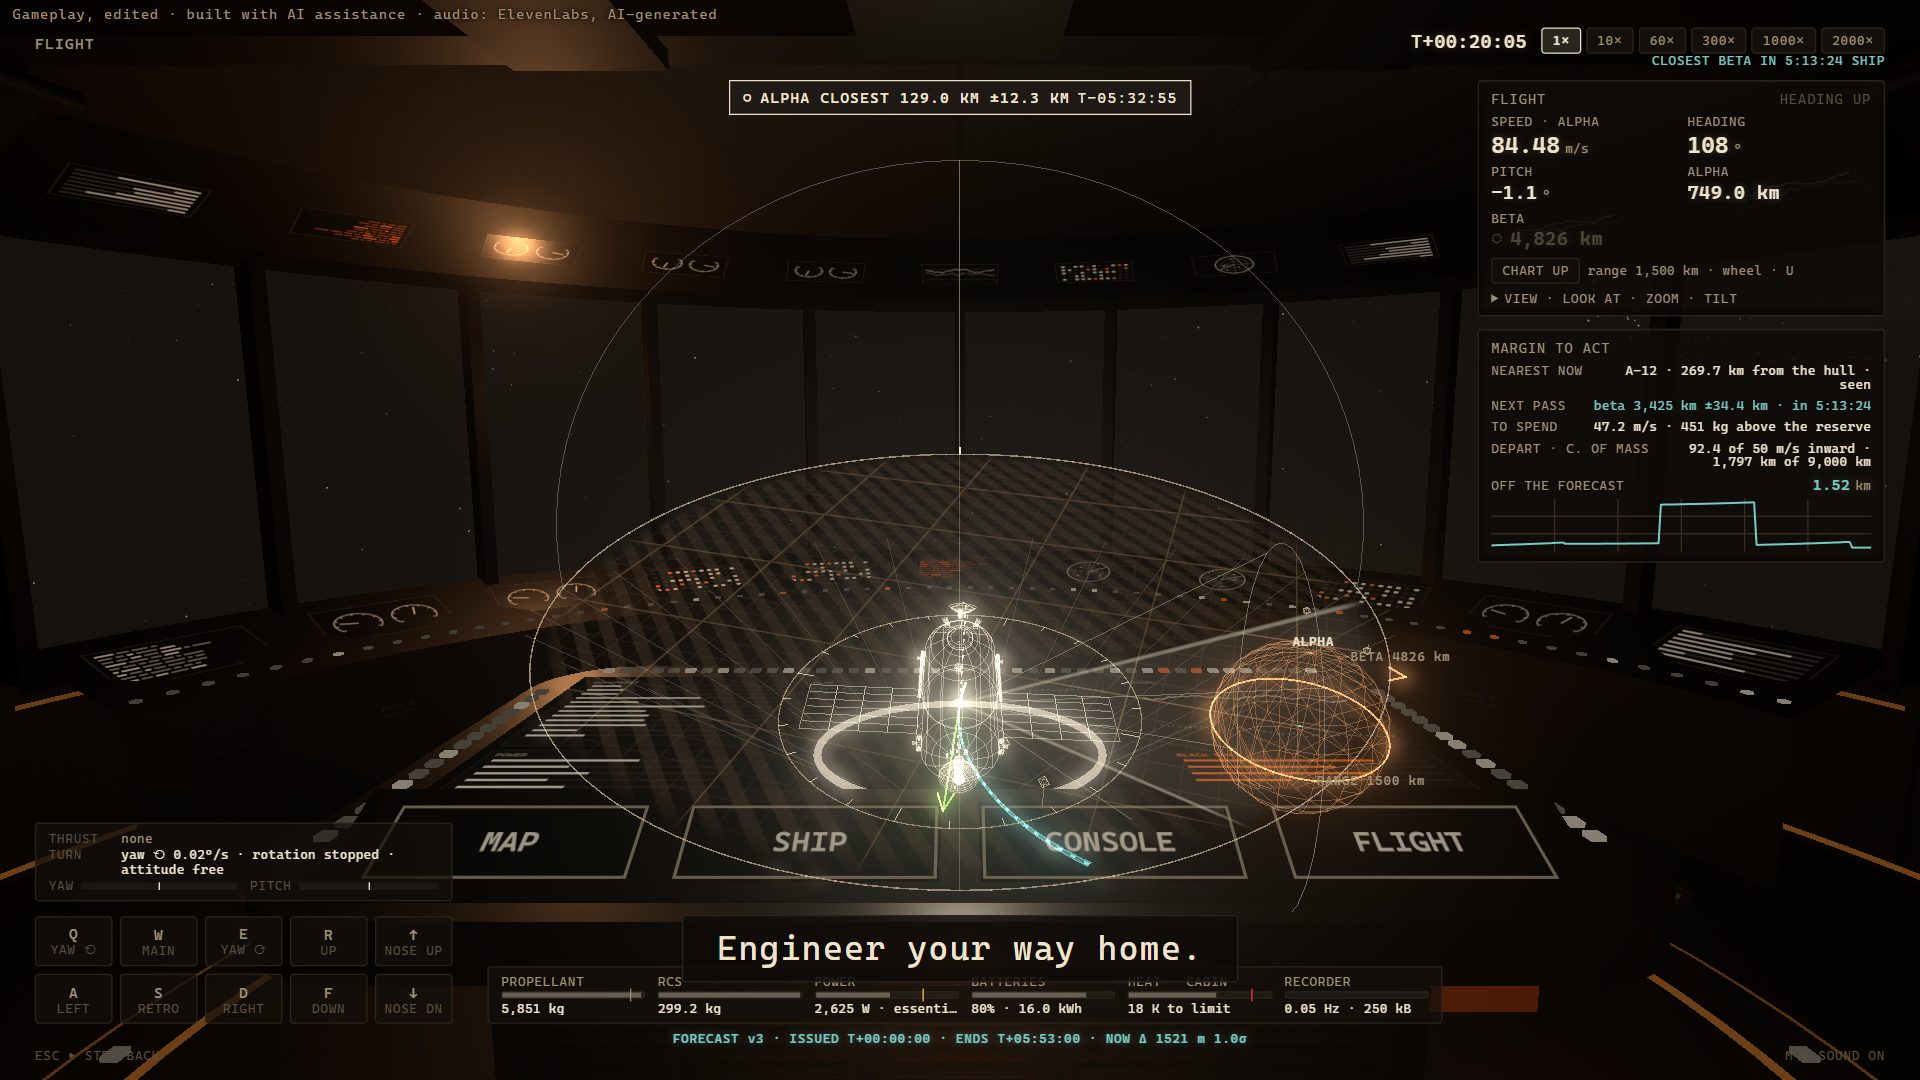 Gameplay, edited · built with AI assistance · audio: ElevenLabs, AI-generated
FLIGHT
T+00:20:05 1× 10× 60× 300× 1000× 2000×
CLOSEST BETA IN 5:13:24 SHIP
ALPHA CLOSEST 129.0 KM ±12.3 KM T−05:32:55
FLIGHT HEADING UP
SPEED · ALPHA HEADING
84.48 m/s 108 °
PITCH ALPHA
−1.1 ° 749.0 km
BETA
4,826 km
CHART UP range 1,500 km · wheel · U
▶ VIEW · LOOK AT · ZOOM · TILT
MARGIN TO ACT
NEAREST NOW A-12 · 269.7 km from the hull ·
seen
NEXT PASS beta 3,425 km ±34.4 km · in 5:13:24
TO SPEND 47.2 m/s · 451 kg above the reserve
DEPART · C. OF MASS 92.4 of 50 m/s inward ·
1,797 km of 9,000 km
OFF THE FORECAST 1.52 km
ALPHA
BETA 4826 km
RANGE 1500 km
MAP SHIP CONSOLE FLIGHT
THRUST none
TURN yaw ⟲ 0.02°/s · rotation stopped ·
attitude free
YAW PITCH
Q W E R ↑
YAW ⟲ MAIN YAW ⟳ UP NOSE UP
A S D F ↓
LEFT RETRO RIGHT DOWN NOSE DN
Engineer your way home.
PROPELLANT RCS POWER BATTERIES HEAT · CABIN RECORDER
5,851 kg 299.2 kg 2,625 W · essenti… 80% · 16.0 kWh 18 K to limit 0.05 Hz · 250 kB
FORECAST v3 · ISSUED T+00:00:00 · ENDS T+05:53:00 · NOW Δ 1521 m 1.0σ
ESC ▸ STEP BACK
M SOUND ON